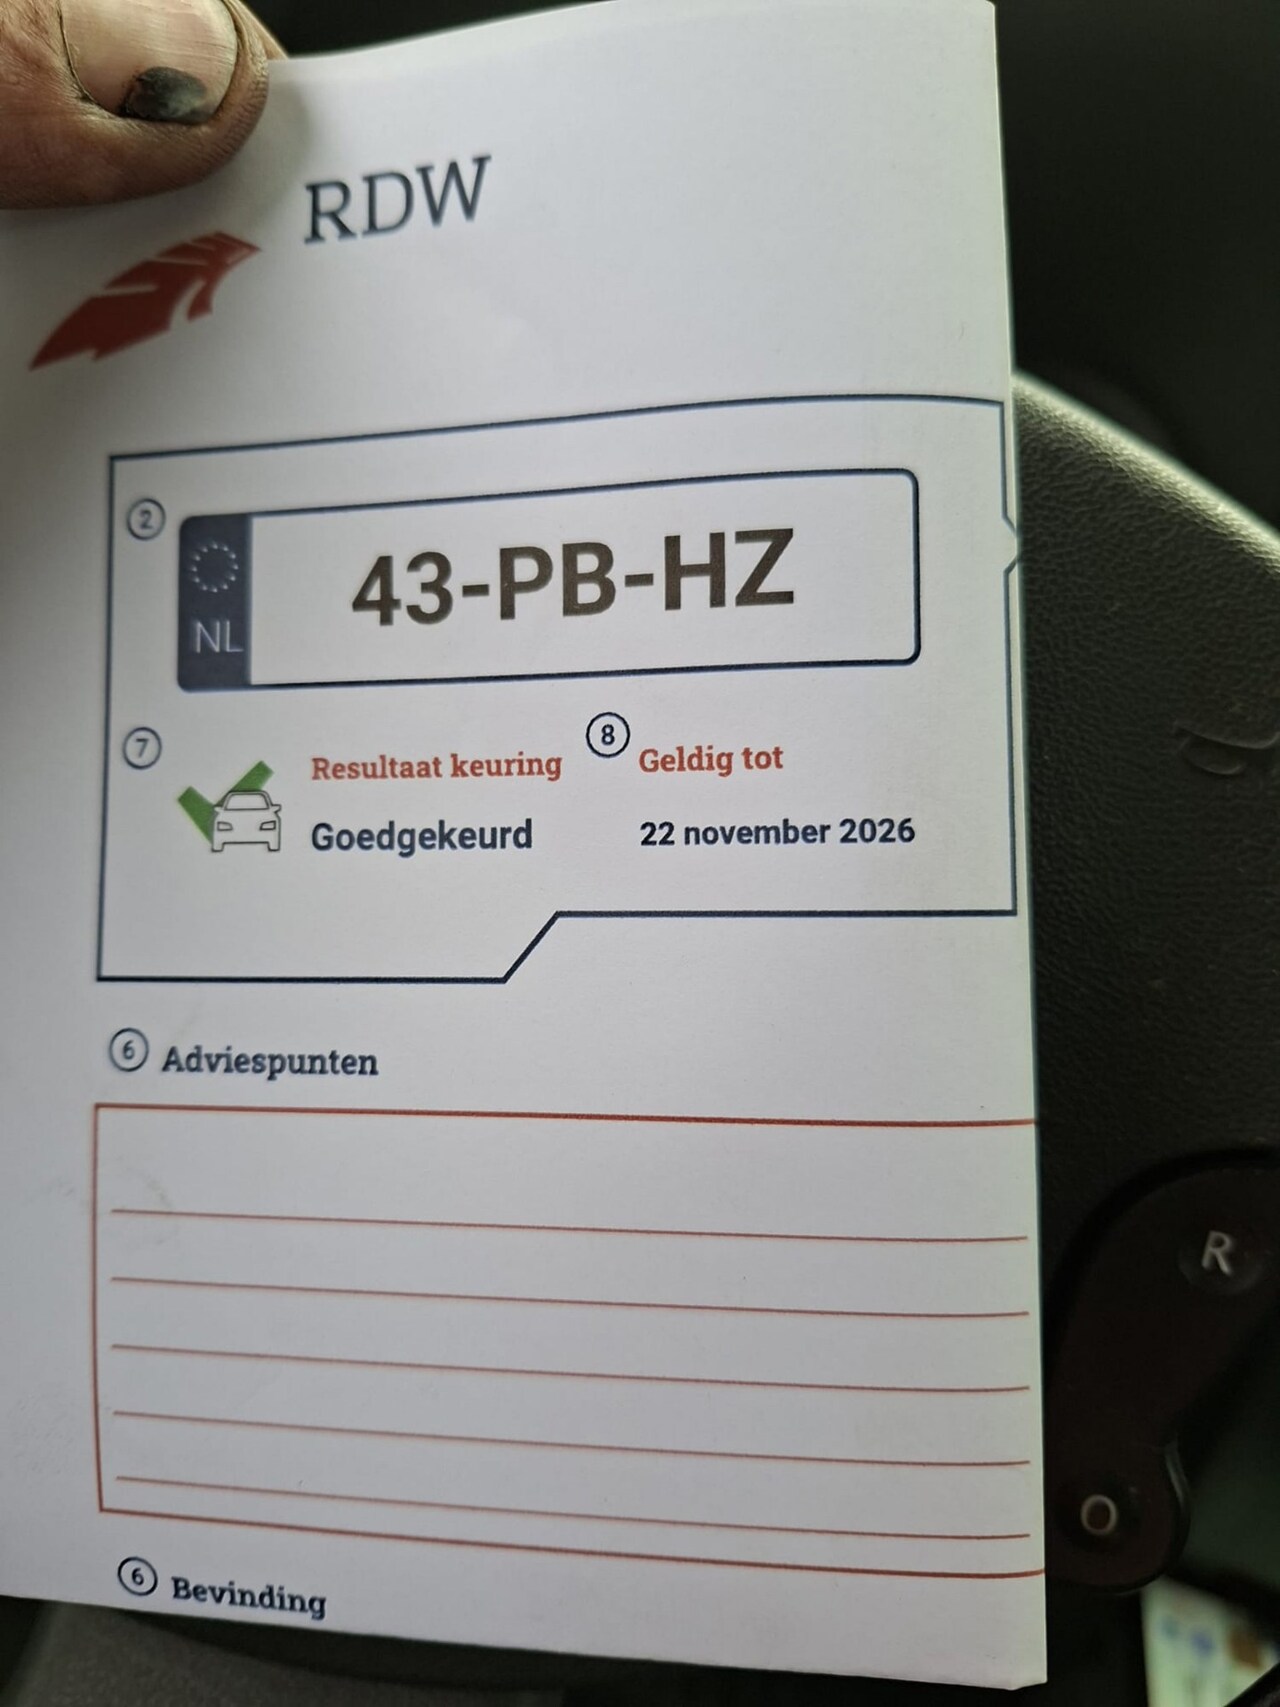 RDW
2
NL
43-PB-HZ
7
Resultaat keuring
8
Geldig tot
Goedgekeurd
22 november 2026
6 Adviespunten
R
O
6 Bevinding